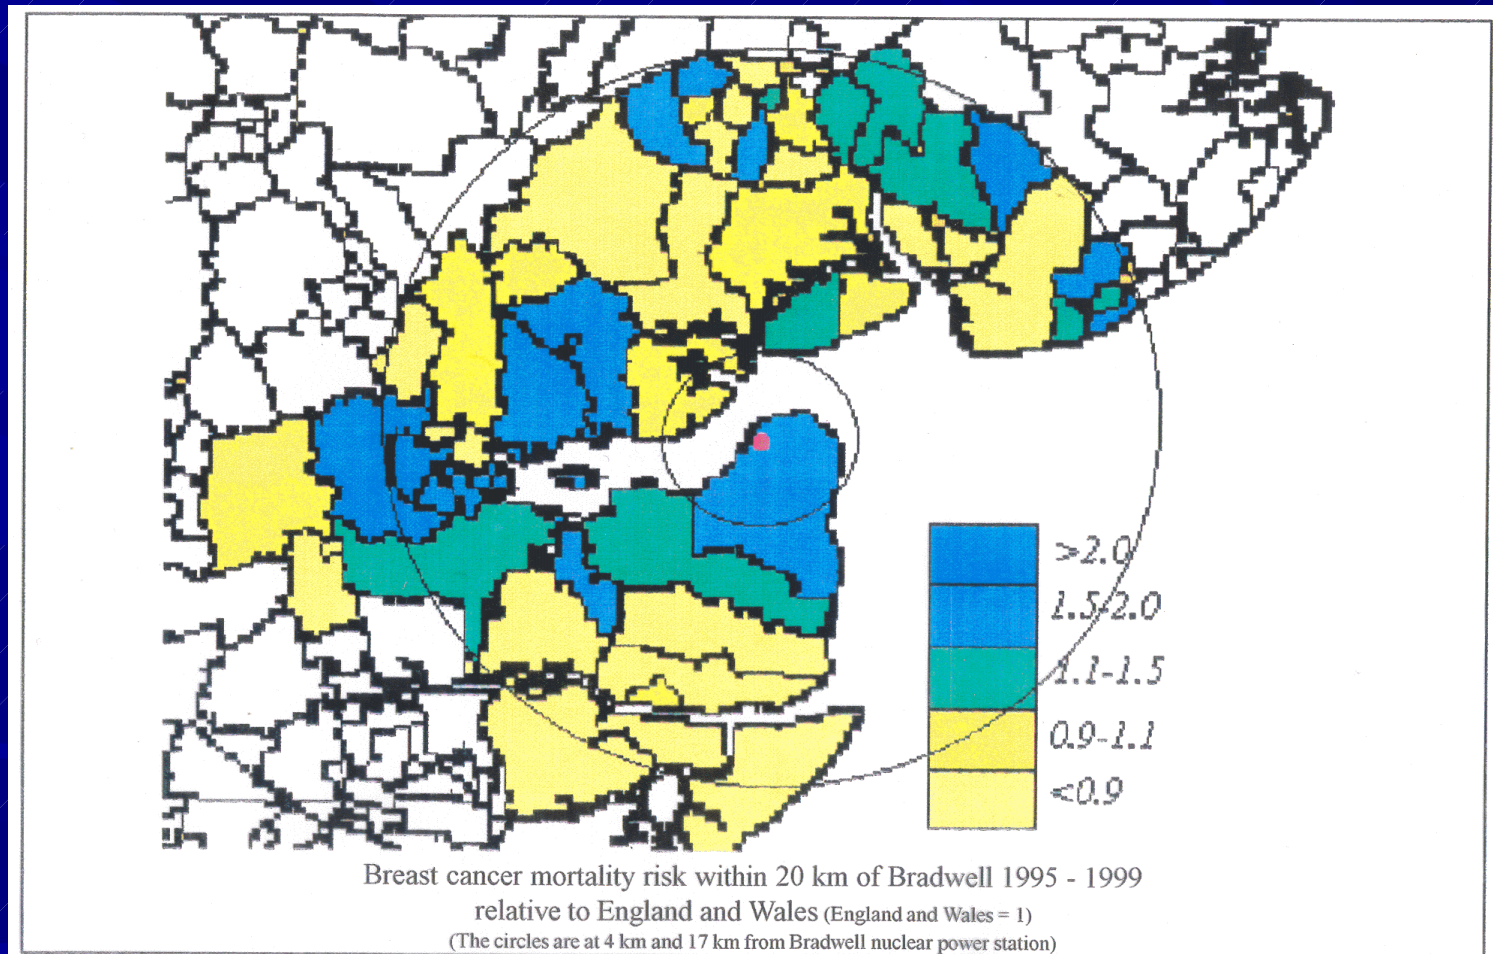 >2.0
1.5-2.0
1.1-1.5
0.9-1.1
<0.9
Breast cancer mortality risk within 20 km of Bradwell 1995 - 1999
relative to England and Wales (England and Wales = 1)
(The circles are at 4 km and 17 km from Bradwell nuclear power station)